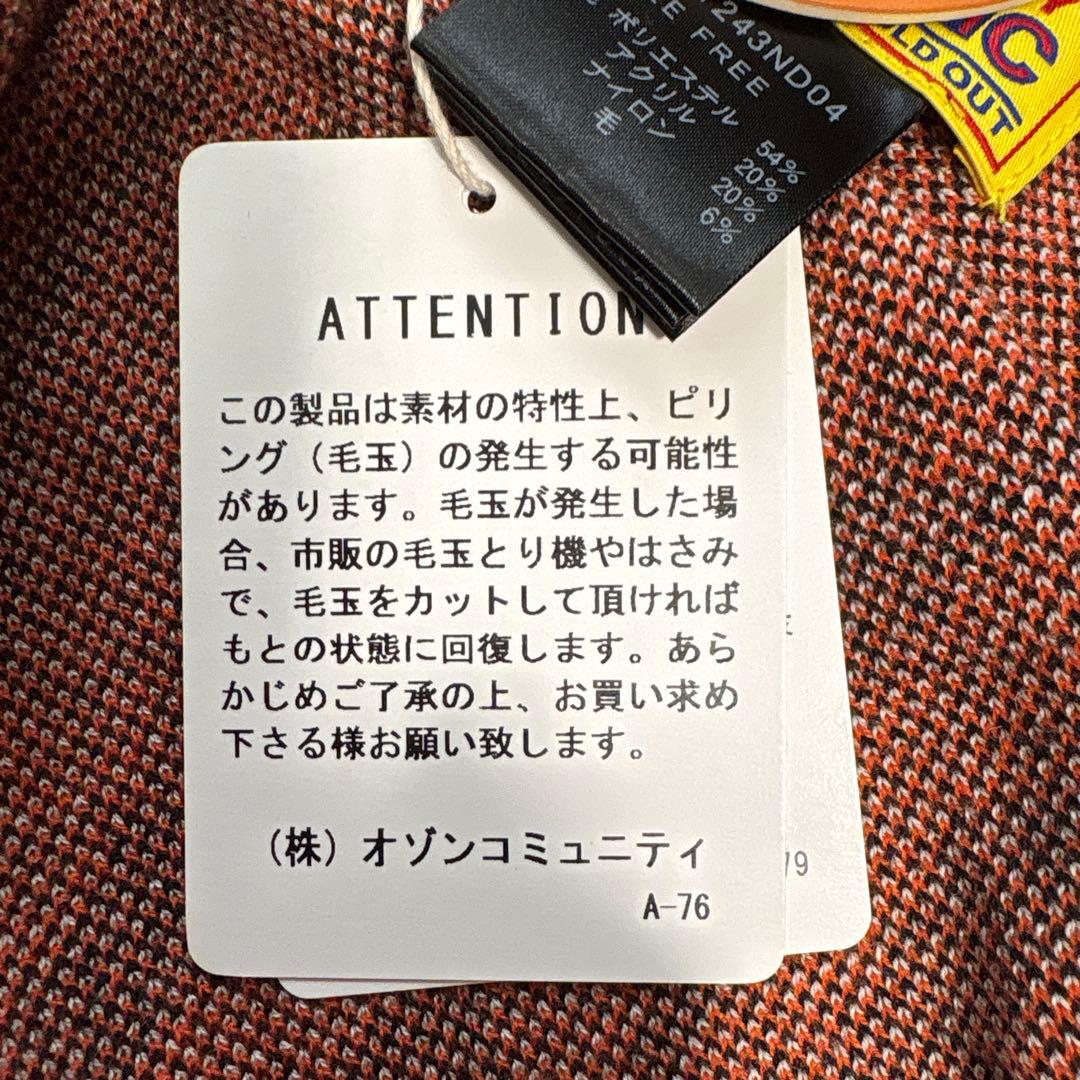 243ND04
FREE
ポリエステル 54%
アクリル 20%
ナイロン 20%
毛 6%
OUT
ATTENTION
この製品は素材の特性上、ピリ
ング（毛玉）の発生する可能性
があります。毛玉が発生した場
合、市販の毛玉とり機やはさみ
で、毛玉をカットして頂ければ
もとの状態に回復します。あら
かじめご了承の上、お買い求め
下さる様お願い致します。
（株）オゾンコミュニティ
A-76
79